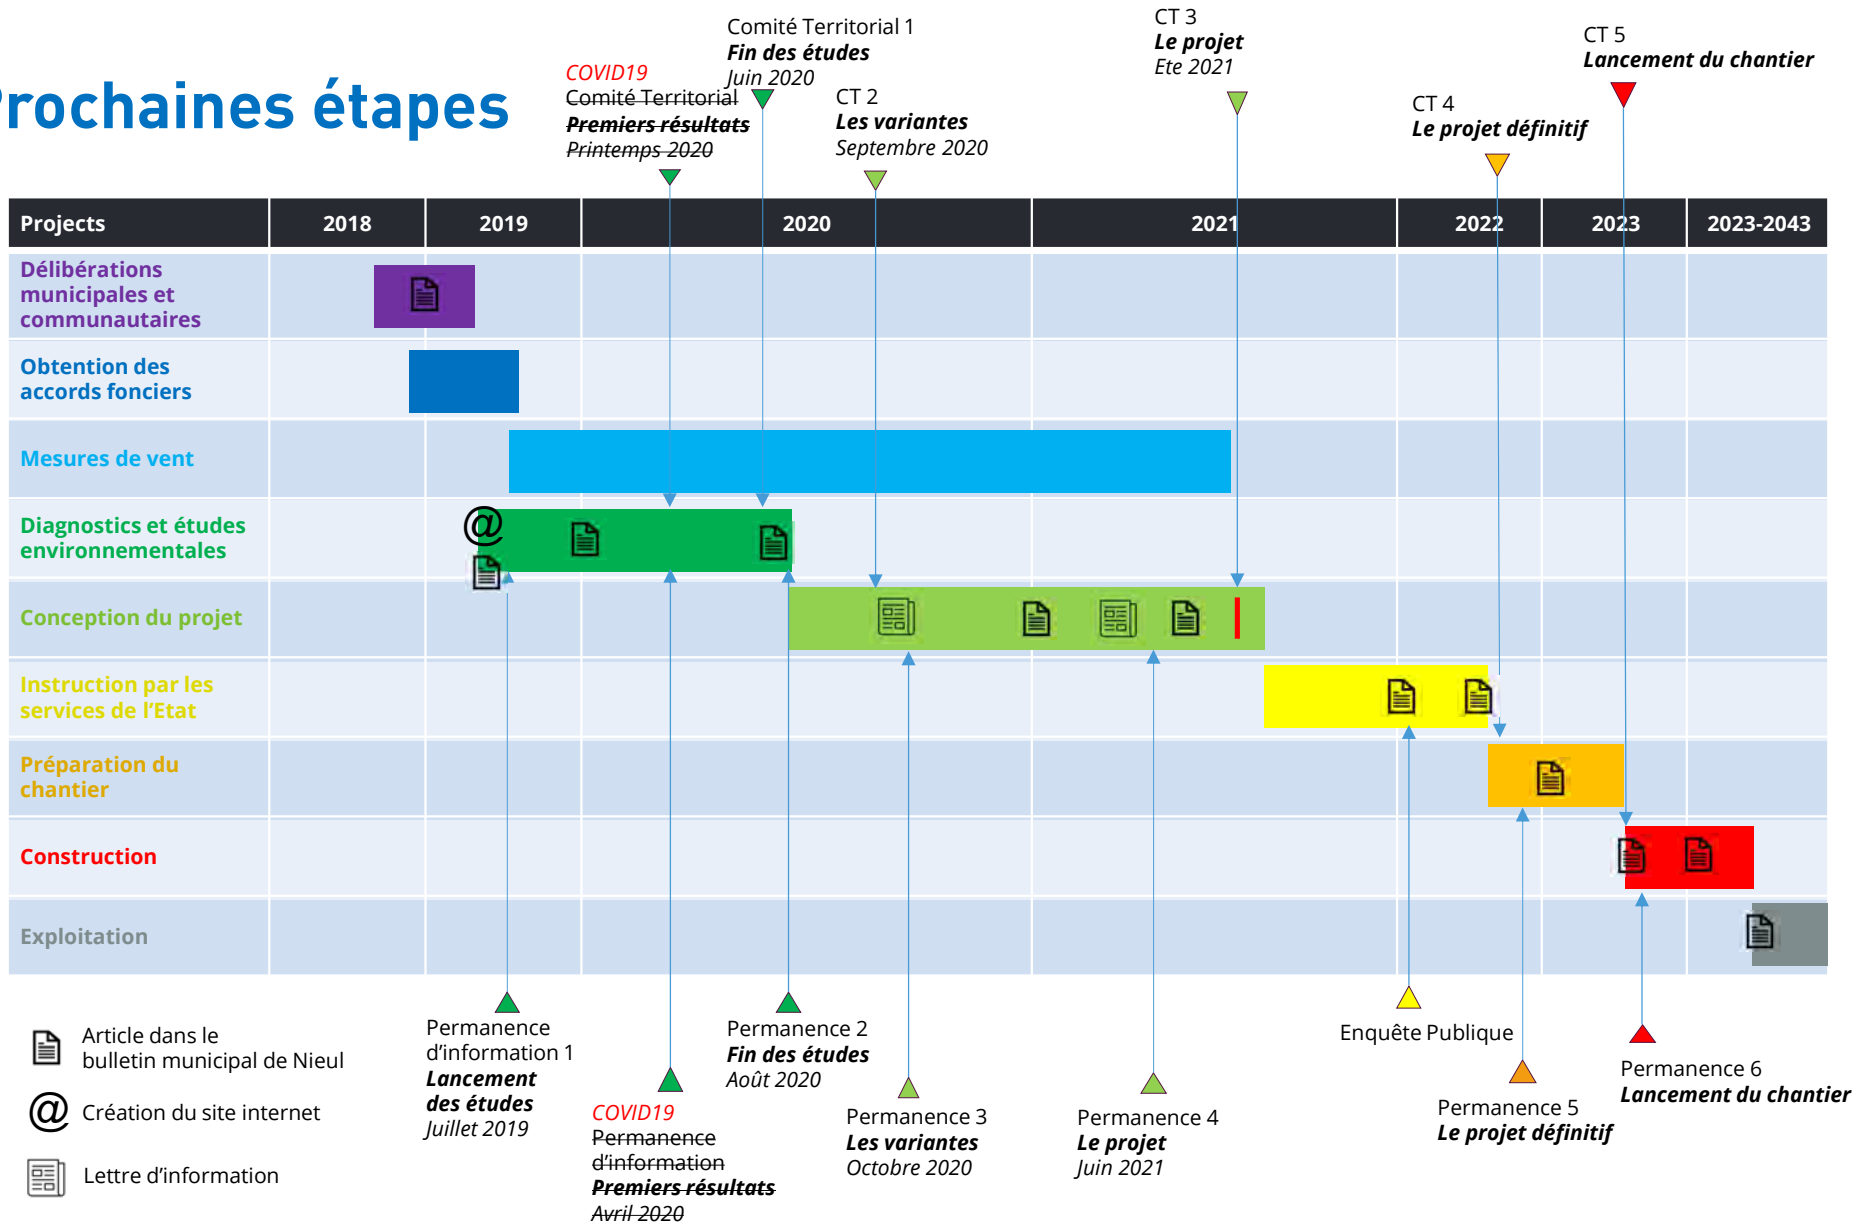 Prochaines étapes
COVID19
Comité Territorial
Premiers résultats
Printemps 2020
Comité Territorial 1
Fin des études
Juin 2020
CT 2
Les variantes
Septembre 2020
CT 3
Le projet
Ete 2021
CT 4
Le projet définitif
CT 5
Lancement du chantier
Projects 2018 2019 2020 2021 2022 2023 2023-2043
Délibérations
municipales et
communautaires
Obtention des
accords fonciers
Mesures de vent
Diagnostics et études
environnementales
@
Conception du projet
Instruction par les
services de l'Etat
Préparation du
chantier
Construction
Exploitation
Article dans le
bulletin municipal de Nieul
@ Création du site internet
Lettre d'information
Permanence
d'information 1
Lancement
des études
Juillet 2019
COVID19
Permanence
d'information
Premiers résultats
Avril 2020
Permanence 2
Fin des études
Août 2020
Permanence 3
Les variantes
Octobre 2020
Permanence 4
Le projet
Juin 2021
Enquête Publique
Permanence 5
Le projet définitif
Permanence 6
Lancement du chantier